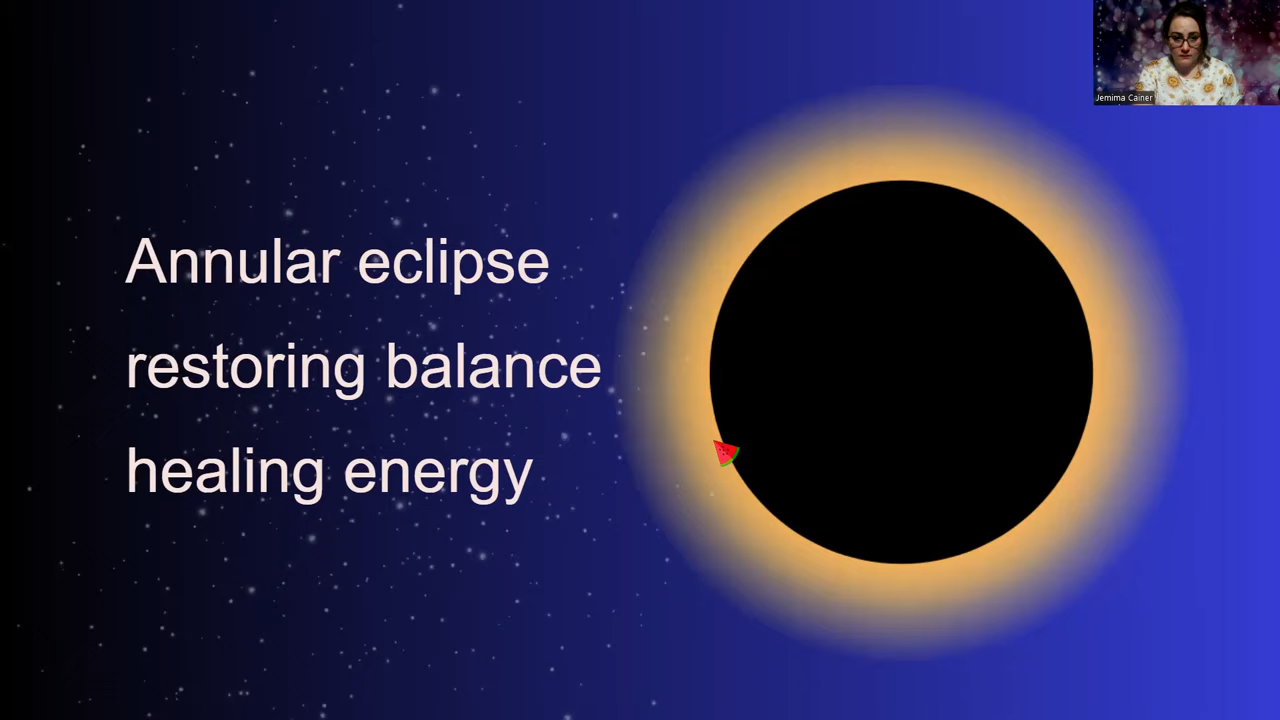 Jemima Cainer
Annular eclipse
restoring balance
healing energy